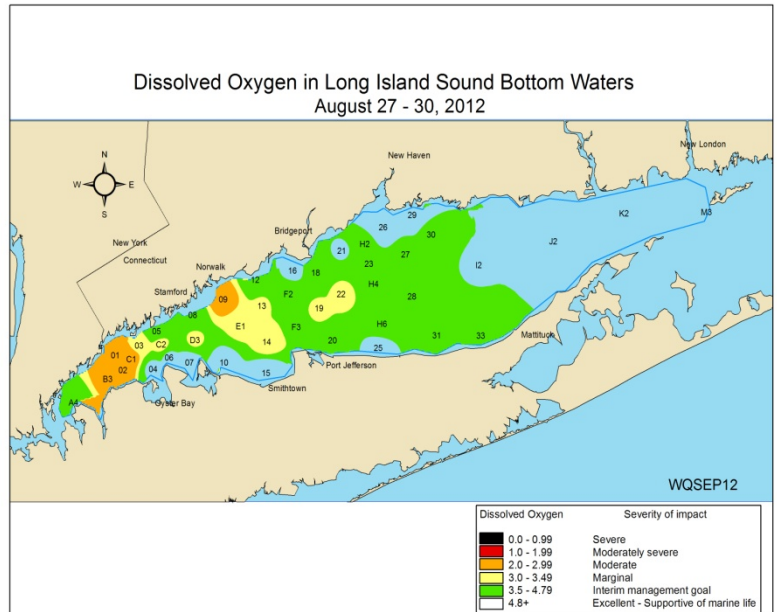 Dissolved Oxygen in Long Island Sound Bottom Waters
August 27 - 30, 2012
New London
New Haven
N
W E
S
Bridgeport
New York
Connecticut
Norwalk
Stamford
Mattituck
Port Jefferson
Smithtown
Oyster Bay
29
26
30
K2
M3
H2
J2
21
27
16
18
23
I2
12
H4
09
13
F2
22
28
08
19
05
E1
F3
H6
03
C2
D3
14
20
25
31
33
01
C1
06
10
02
04
07
15
B3
A4
WQSEP12
Dissolved Oxygen Severity of impact
0.0 - 0.99 Severe
1.0 - 1.99 Moderately severe
2.0 - 2.99 Moderate
3.0 - 3.49 Marginal
3.5 - 4.79 Interim management goal
4.8+ Excellent - Supportive of marine life